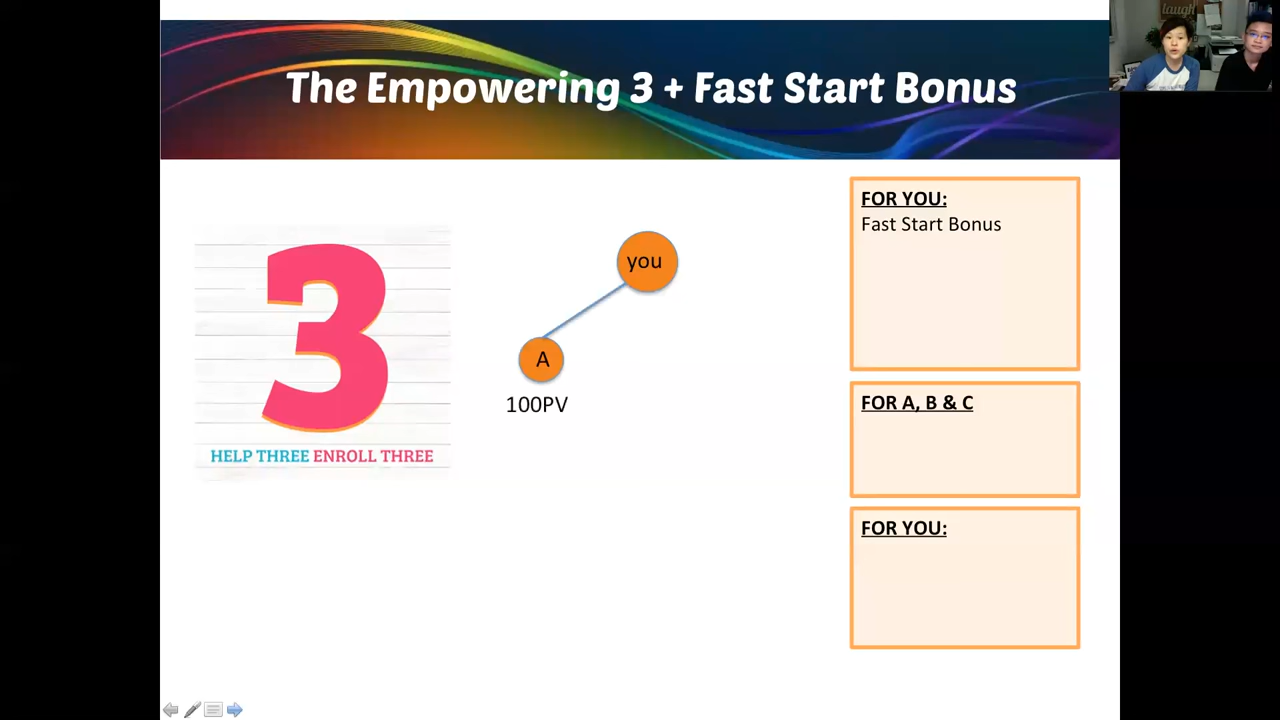 The Empowering 3 + Fast Start Bonus
laugh
3
HELP THREE ENROLL THREE
you
A
100PV
FOR YOU:
Fast Start Bonus
FOR A, B & C
FOR YOU: